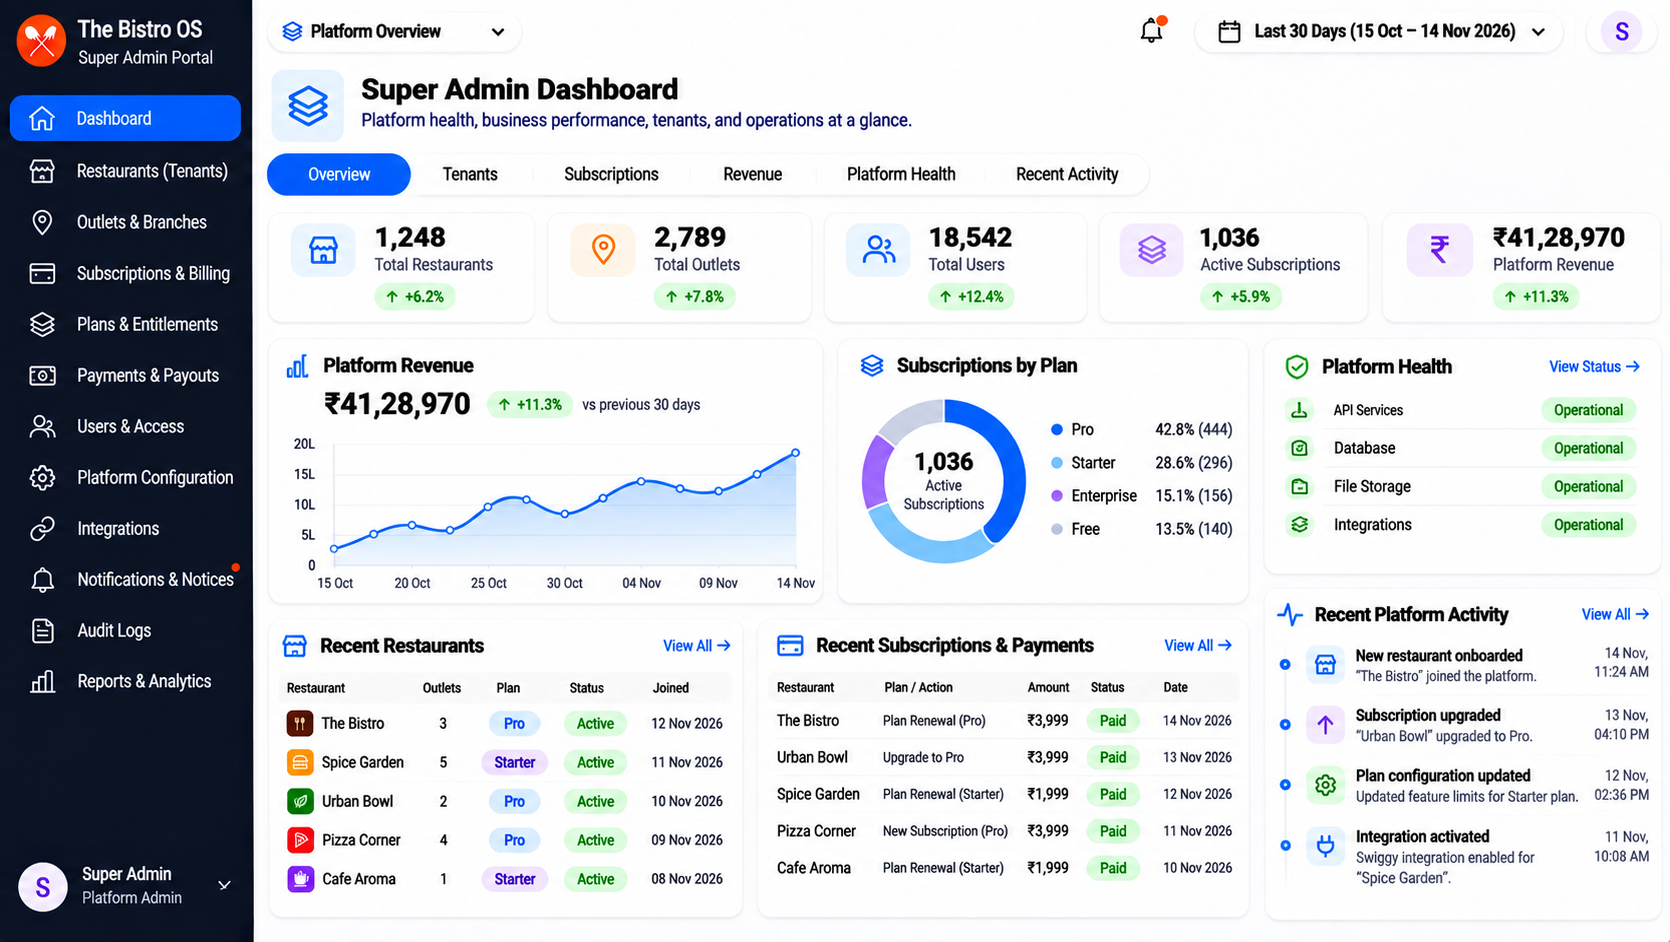 The Bistro OS
Super Admin Portal
Dashboard
Restaurants (Tenants)
Outlets & Branches
Subscriptions & Billing
Plans & Entitlements
Payments & Payouts
Users & Access
Platform Configuration
Integrations
Notifications & Notices
Audit Logs
Reports & Analytics
S
Super Admin
Platform Admin
Platform Overview
Last 30 Days (15 Oct – 14 Nov 2026)
S
Super Admin Dashboard
Platform health, business performance, tenants, and operations at a glance.
Overview Tenants Subscriptions Revenue Platform Health Recent Activity
1,248
Total Restaurants
↑ +6.2%
2,789
Total Outlets
↑ +7.8%
18,542
Total Users
↑ +12.4%
1,036
Active Subscriptions
↑ +5.9%
₹41,28,970
Platform Revenue
↑ +11.3%
₹
Platform Revenue
₹41,28,970 ↑ +11.3% vs previous 30 days
20L
15L
10L
5L
0
15 Oct 20 Oct 25 Oct 30 Oct 04 Nov 09 Nov 14 Nov
Subscriptions by Plan
1,036
Active
Subscriptions
Pro 42.8% (444)
Starter 28.6% (296)
Enterprise 15.1% (156)
Free 13.5% (140)
Platform Health View Status →
API Services Operational
Database Operational
File Storage Operational
Integrations Operational
Recent Restaurants View All →
Restaurant Outlets Plan Status Joined
The Bistro 3 Pro Active 12 Nov 2026
Spice Garden 5 Starter Active 11 Nov 2026
Urban Bowl 2 Pro Active 10 Nov 2026
Pizza Corner 4 Pro Active 09 Nov 2026
Cafe Aroma 1 Starter Active 08 Nov 2026
Recent Subscriptions & Payments View All →
Restaurant Plan / Action Amount Status Date
The Bistro Plan Renewal (Pro) ₹3,999 Paid 14 Nov 2026
Urban Bowl Upgrade to Pro ₹3,999 Paid 13 Nov 2026
Spice Garden Plan Renewal (Starter) ₹1,999 Paid 12 Nov 2026
Pizza Corner New Subscription (Pro) ₹3,999 Paid 11 Nov 2026
Cafe Aroma Plan Renewal (Starter) ₹1,999 Paid 10 Nov 2026
Recent Platform Activity View All →
New restaurant onboarded 14 Nov,
“The Bistro” joined the platform. 11:24 AM
Subscription upgraded 13 Nov,
“Urban Bowl” upgraded to Pro. 04:10 PM
Plan configuration updated 12 Nov,
Updated feature limits for Starter plan. 02:36 PM
Integration activated 11 Nov,
Swiggy integration enabled for 10:08 AM
“Spice Garden”.